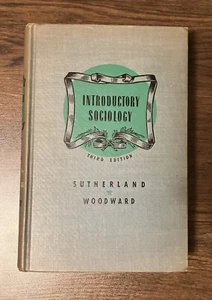 INTRODUCTORY
SOCIOLOGY
THIRD EDITION
SUTHERLAND
WOODWARD